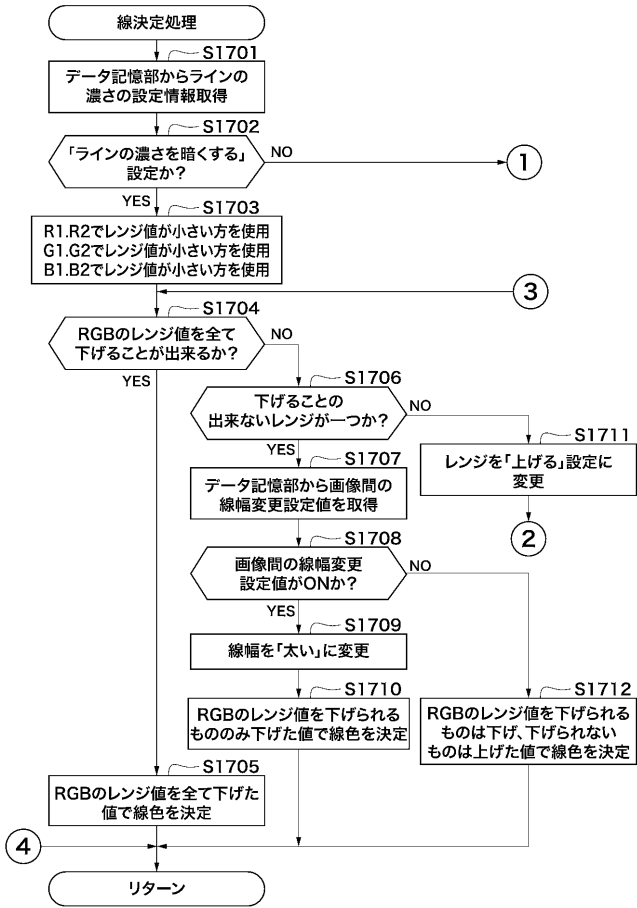 線決定処理
S1701
データ記憶部からラインの
濃さの設定情報取得
S1702
「ラインの濃さを暗くする」
設定か?
NO
1
YES
S1703
R1.R2でレンジ値が小さい方を使用
G1.G2でレンジ値が小さい方を使用
B1.B2でレンジ値が小さい方を使用
3
S1704
RGBのレンジ値を全て
下げることが出来るか?
NO
YES
S1706
下げることの
出来ないレンジが一つか?
NO
YES
S1711
レンジを「上げる」設定に
変更
2
S1707
データ記憶部から画像間の
線幅変更設定値を取得
S1708
画像間の線幅変更
設定値がONか?
NO
YES
S1709
線幅を「太い」に変更
S1710
RGBのレンジ値を下げられる
もののみ下げた値で線色を決定
S1712
RGBのレンジ値を下げられる
ものは下げ、下げられない
ものは上げた値で線色を決定
S1705
RGBのレンジ値を全て下げた
値で線色を決定
4
リターン